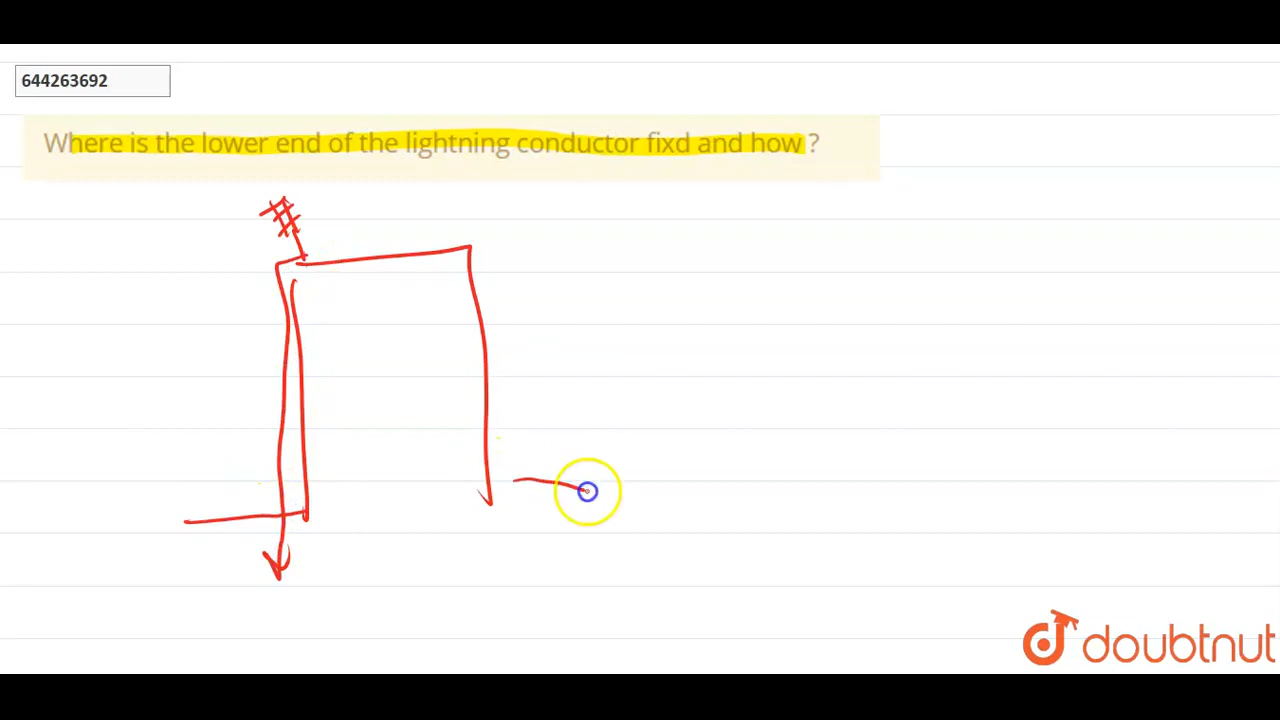 644263692
Where is the lower end of the lightning conductor fixd and how ?
doubtnut